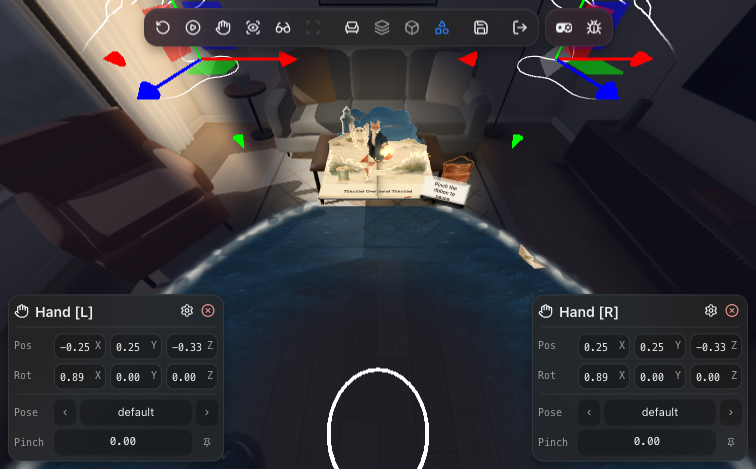 Pinch the
ribbon to
Hand [L]
Pos
−0.25 X
0.25 Y
−0.33 Z
Rot
0.89 X
0.00 Y
0.00 Z
Pose
default
Pinch
0.00
Hand [R]
Pos
0.25 X
0.25 Y
−0.33 Z
Rot
0.89 X
0.00 Y
0.00 Z
Pose
default
Pinch
0.00